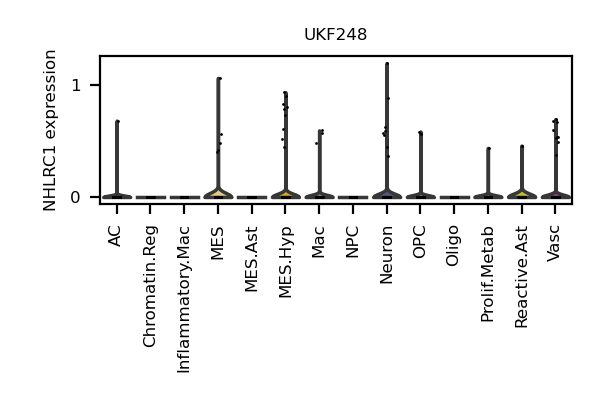 UKF248
NHLRC1 expression
1
0
AC
Chromatin.Reg
Inflammatory.Mac
MES
MES.Ast
MES.Hyp
Mac
NPC
Neuron
OPC
Oligo
Prolif.Metab
Reactive.Ast
Vasc